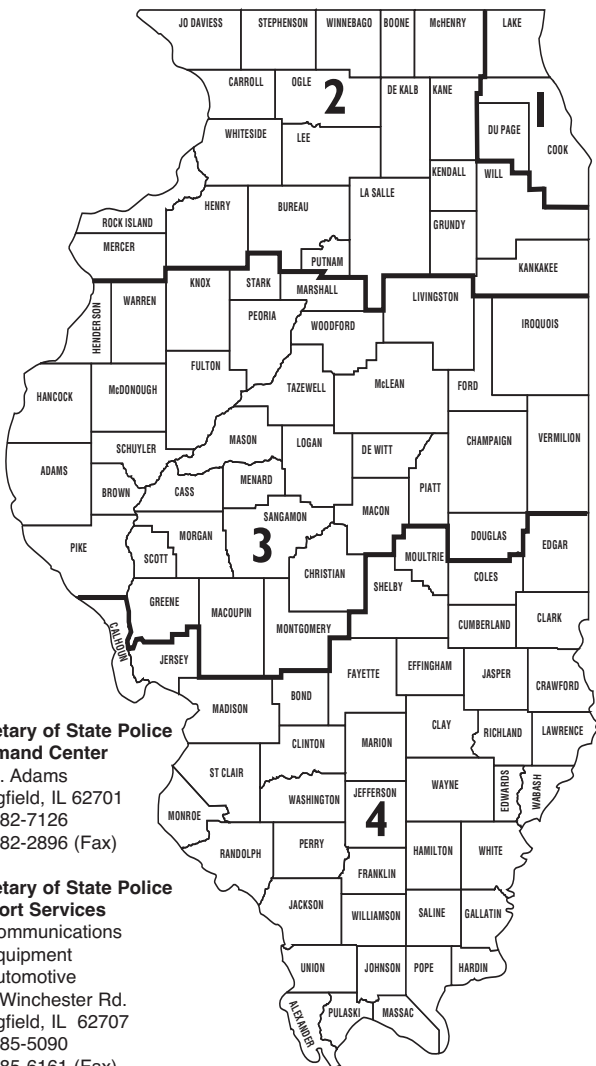 JO DAVIESS STEPHENSON WINNEBAGO BOONE McHENRY LAKE
CARROLL OGLE 2 DE KALB KANE 1
DU PAGE
WHITESIDE LEE COOK
KENDALL WILL
LA SALLE
HENRY BUREAU
ROCK ISLAND GRUNDY
MERCER
PUTNAM KANKAKEE
KNOX STARK MARSHALL
HENDERSON WARREN LIVINGSTON
PEORIA WOODFORD IROQUOIS
FULTON
HANCOCK McDONOUGH TAZEWELL McLEAN FORD
MASON LOGAN CHAMPAIGN VERMILION
SCHUYLER DE WITT
ADAMS MENARD
BROWN CASS PIATT
MACON
SANGAMON
MORGAN 3 DOUGLAS EDGAR
PIKE SCOTT MOULTRIE
CHRISTIAN COLES
SHELBY
GREENE MACOUPIN
MONTGOMERY CUMBERLAND CLARK
CALHOUN
JERSEY EFFINGHAM
FAYETTE JASPER CRAWFORD
MADISON BOND
CLAY RICHLAND LAWRENCE
CLINTON MARION
ST CLAIR
WASHINGTON JEFFERSON WAYNE EDWARDS WABASH
MONROE 4
RANDOLPH PERRY HAMILTON WHITE
FRANKLIN
JACKSON WILLIAMSON SALINE GALLATIN
UNION JOHNSON POPE HARDIN
ALEXANDER PULASKI MASSAC
etary of State Police
mand Center
. Adams
gfield, IL 62701
82-7126
82-2896 (Fax)
etary of State Police
ort Services
ommunications
quipment
utomotive
Winchester Rd.
gfield, IL 62707
85-5090
85-6161 (Fax)